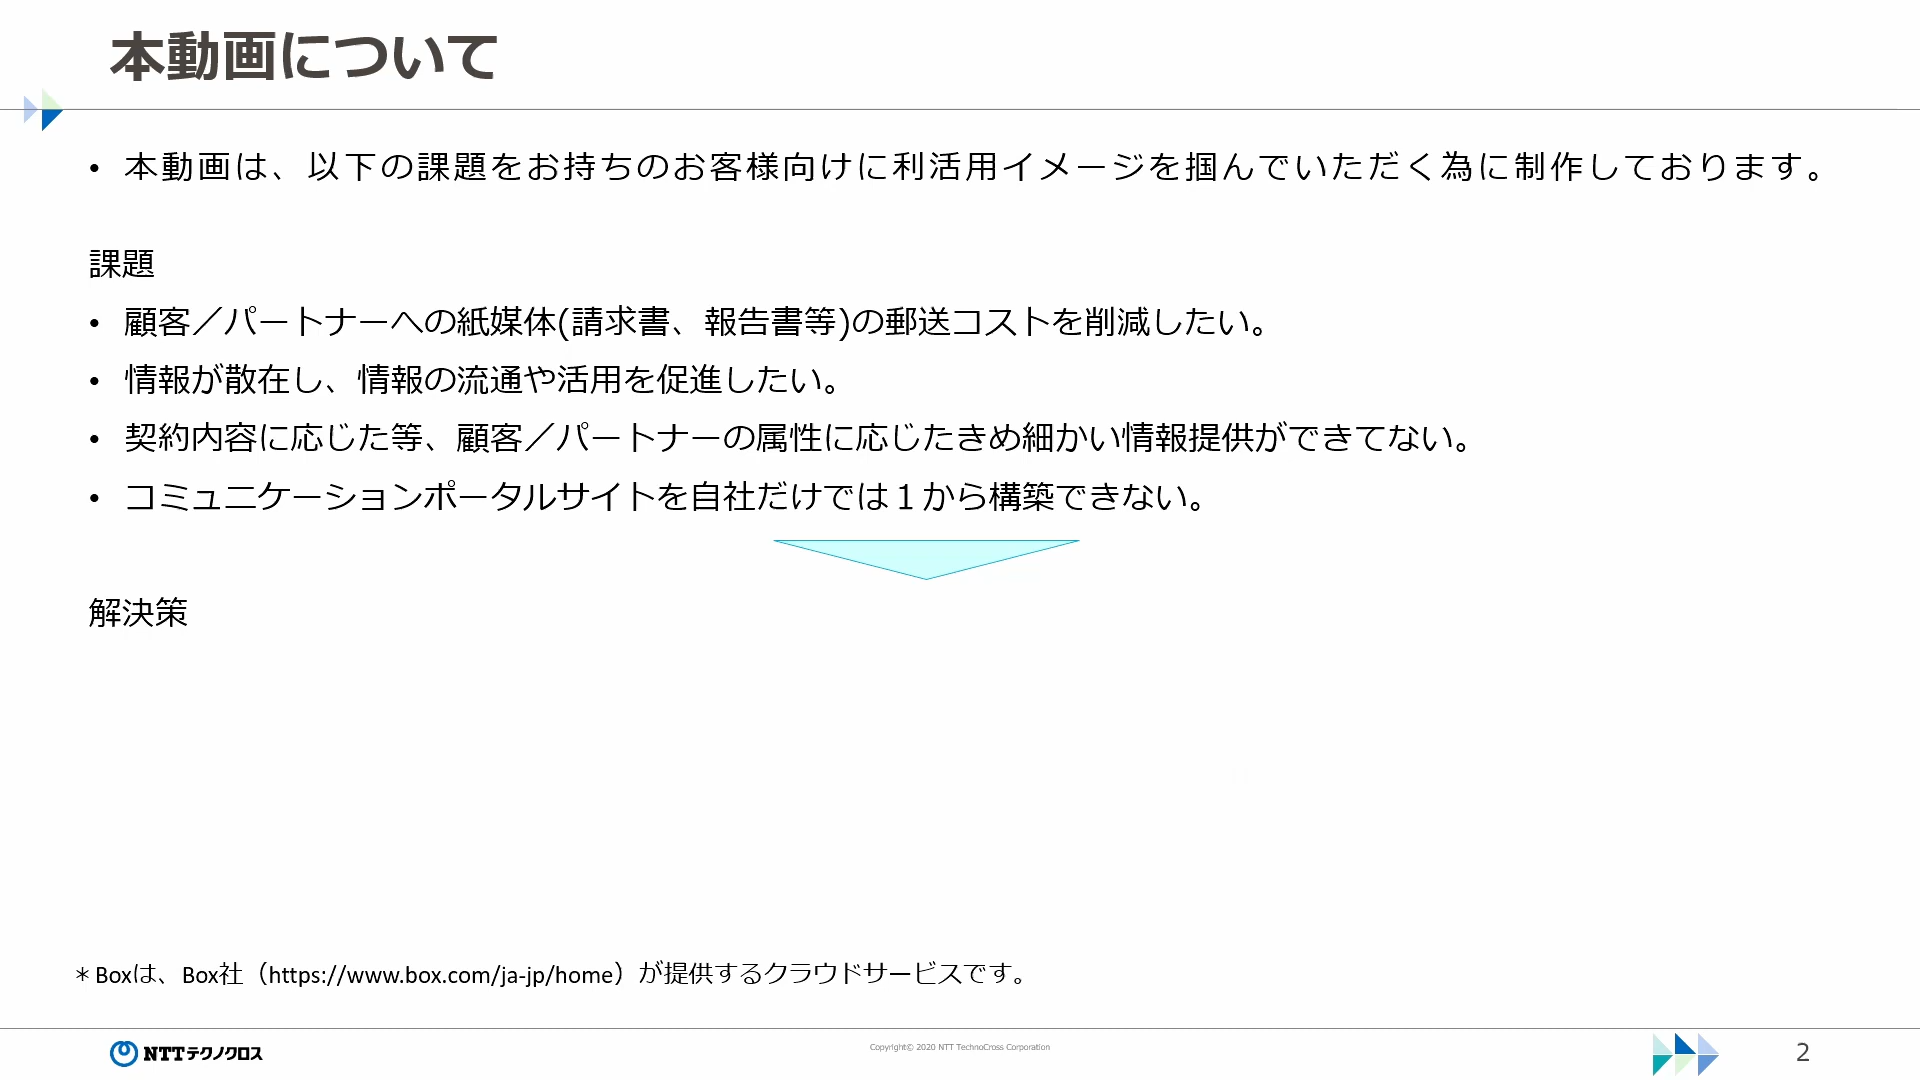 本動画について
• 本動画は、以下の課題をお持ちのお客様向けに利活用イメージを掴んでいただく為に制作しております。
課題
• 顧客／パートナーへの紙媒体(請求書、報告書等)の郵送コストを削減したい。
• 情報が散在し、情報の流通や活用を促進したい。
• 契約内容に応じた等、顧客／パートナーの属性に応じたきめ細かい情報提供ができてない。
• コミュニケーションポータルサイトを自社だけでは１から構築できない。
解決策
＊Boxは、Box社（https://www.box.com/ja-jp/home）が提供するクラウドサービスです。
NTTテクノクロス
Copyright© 2020 NTT TechnoCross Corporation
2